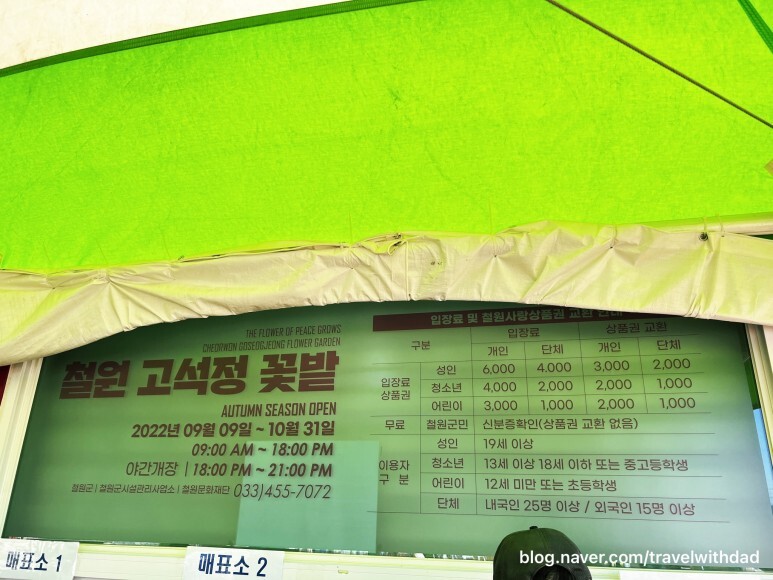 THE FLOWER OF PEACE GROWS
CHEORWON GOSEOGJEONG FLOWER GARDEN
철원 고석정 꽃밭
AUTUMN SEASON OPEN
2022년 09월 09일 ~ 10월 31일
09:00 AM ~ 18:00 PM
야간개장 | 18:00 PM ~ 21:00 PM
철원군 | 철원군시설관리사업소 | 철원문화재단 033)455-7072
입장료 및 철원사랑상품권 교환 안내
구분 입장료 상품권 교환
개인 단체 개인 단체
입장료 상품권 성인 6,000 4,000 3,000 2,000
청소년 4,000 2,000 2,000 1,000
어린이 3,000 1,000 2,000 1,000
무료 철원군민 신분증확인(상품권 교환 없음)
이용자 구 분 성인 19세 이상
청소년 13세 이상 18세 이하 또는 중고등학생
어린이 12세 미만 또는 초등학생
단체 내국인 25명 이상 / 외국인 15명 이상
매표소 1
매표소 2
blog.naver.com/travelwithdad